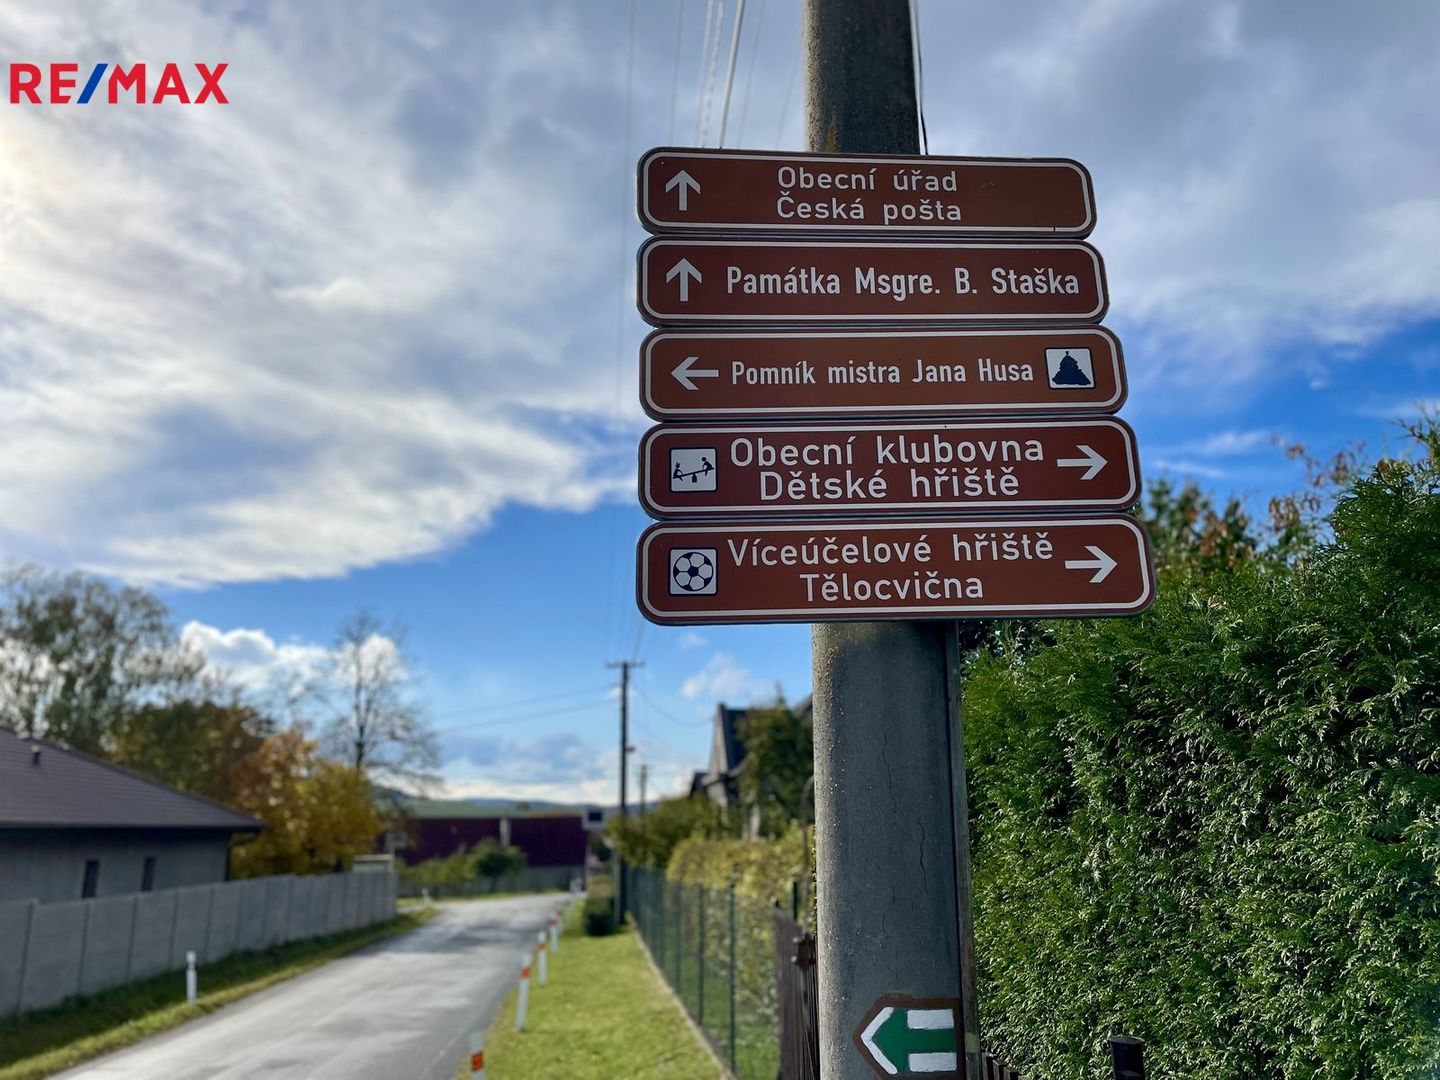 RE/MAX
Obecní úřad
Česká pošta
Památka Msgre. B. Staška
Pomník mistra Jana Husa
Obecní klubovna
Dětské hřiště
Víceúčelové hřiště
Tělocvična